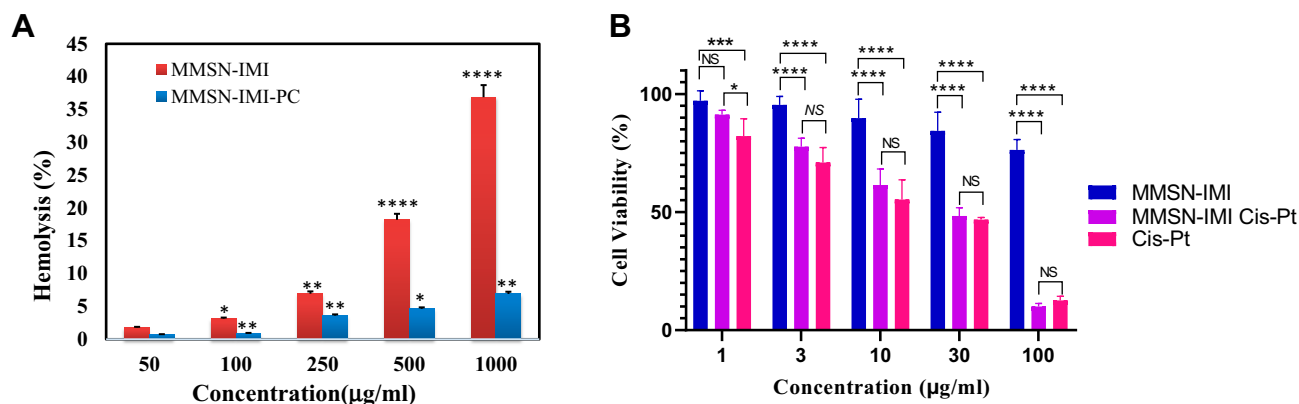 A
Hemolysis (%)
45
40
35
30
25
20
15
10
5
0
MMSN-IMI
MMSN-IMI-PC
*
**
**
**
****
*
****
**
50 100 250 500 1000
Concentration(μg/ml)
B
Cell Viability (%)
100
50
0
*** **** **** **** ****
NS **** **** **** ****
* NS NS NS NS
1 3 10 30 100
Concentration (μg/ml)
MMSN-IMI
MMSN-IMI Cis-Pt
Cis-Pt